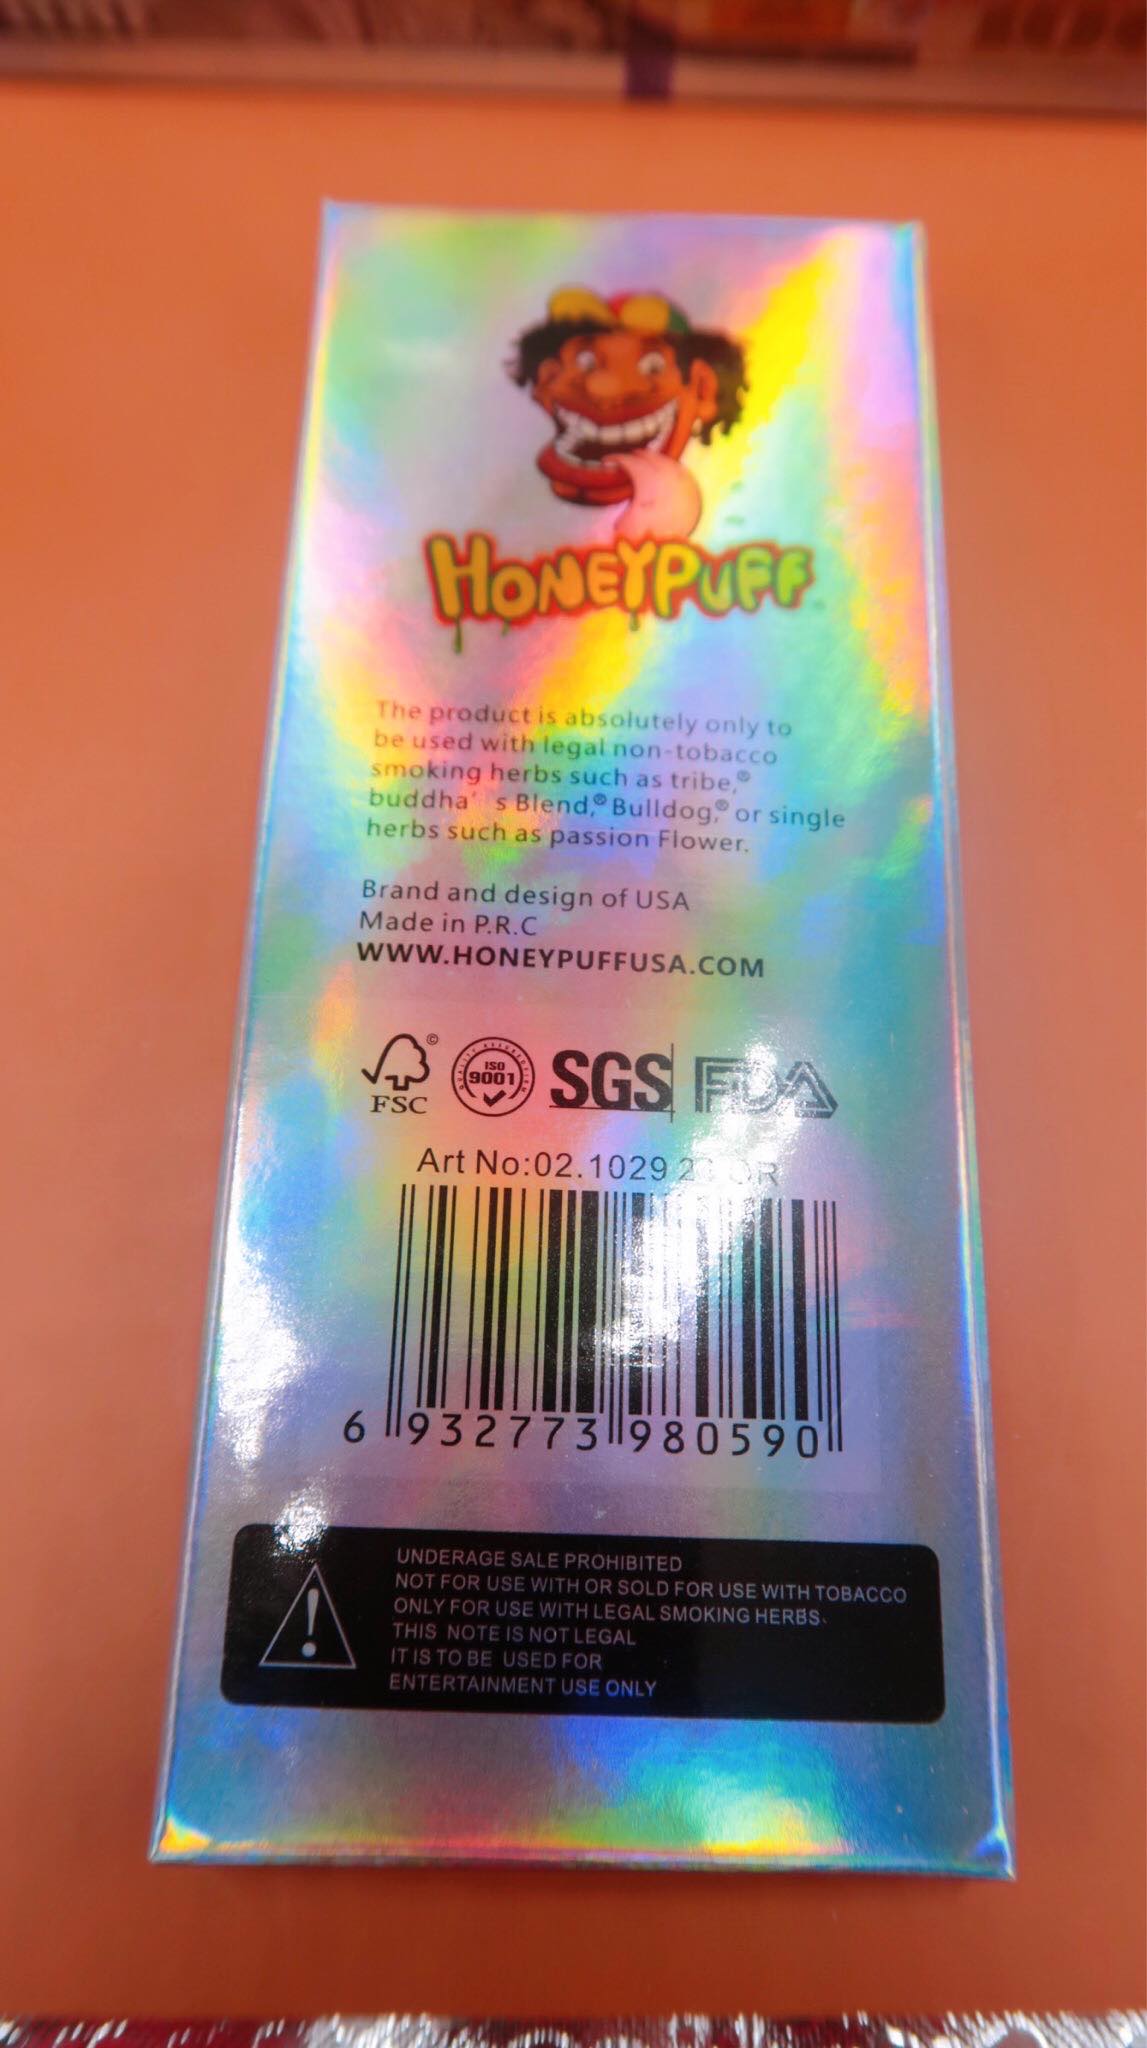 HONEYPUFF
The product is absolutely only to
be used with legal non-tobacco
smoking herbs such as tribe,®
buddha's Blend,® Bulldog,® or single
herbs such as passion Flower.
Brand and design of USA
Made in P.R.C
WWW.HONEYPUFFUSA.COM
©
FSC
ISO
9001
SGS
FDA
Art No:02.1029
6 932773 980590
UNDERAGE SALE PROHIBITED
NOT FOR USE WITH OR SOLD FOR USE WITH TOBACCO
ONLY FOR USE WITH LEGAL SMOKING HERBS.
THIS NOTE IS NOT LEGAL
IT IS TO BE USED FOR
ENTERTAINMENT USE ONLY